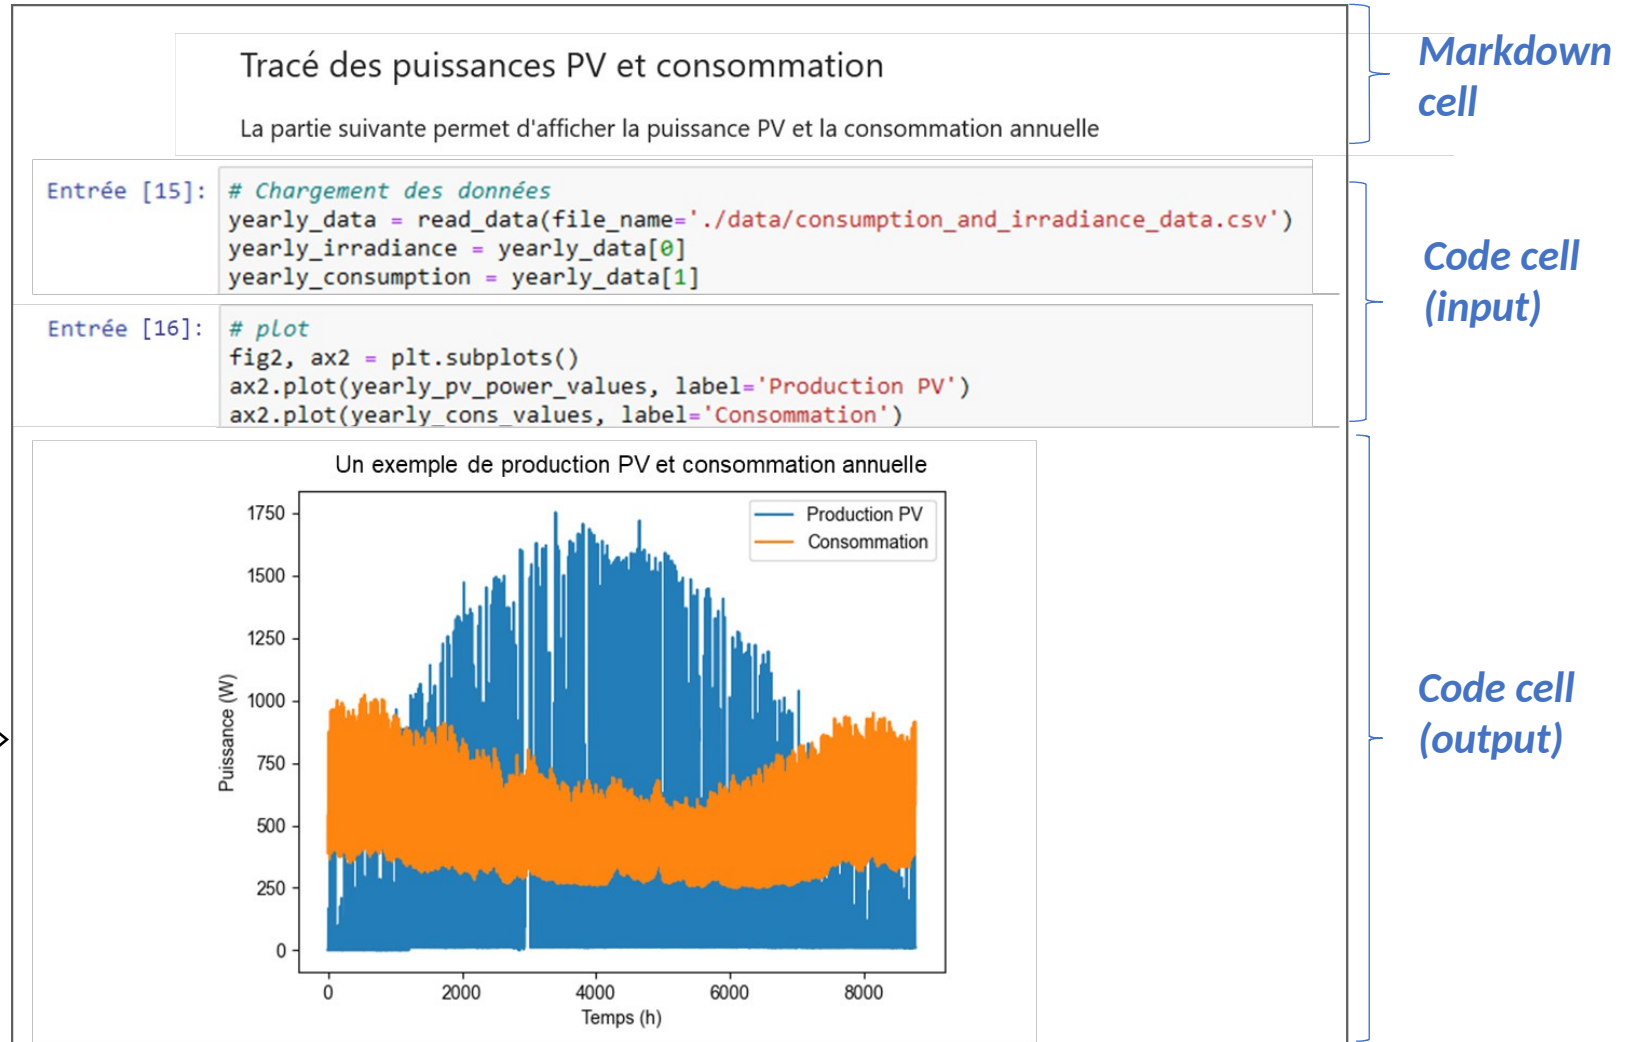 Tracé des puissances PV et consommation
La partie suivante permet d'afficher la puissance PV et la consommation annuelle
Markdown
cell
Entrée [15]:
# Chargement des données
yearly_data = read_data(file_name='./data/consumption_and_irradiance_data.csv')
yearly_irradiance = yearly_data[0]
yearly_consumption = yearly_data[1]
Entrée [16]:
# plot
fig2, ax2 = plt.subplots()
ax2.plot(yearly_pv_power_values, label='Production PV')
ax2.plot(yearly_cons_values, label='Consommation')
Code cell
(input)
Un exemple de production PV et consommation annuelle
Production PV
Consommation
Puissance (W)
1750
1500
1250
1000
750
500
250
0
0 2000 4000 6000 8000
Temps (h)
Code cell
(output)